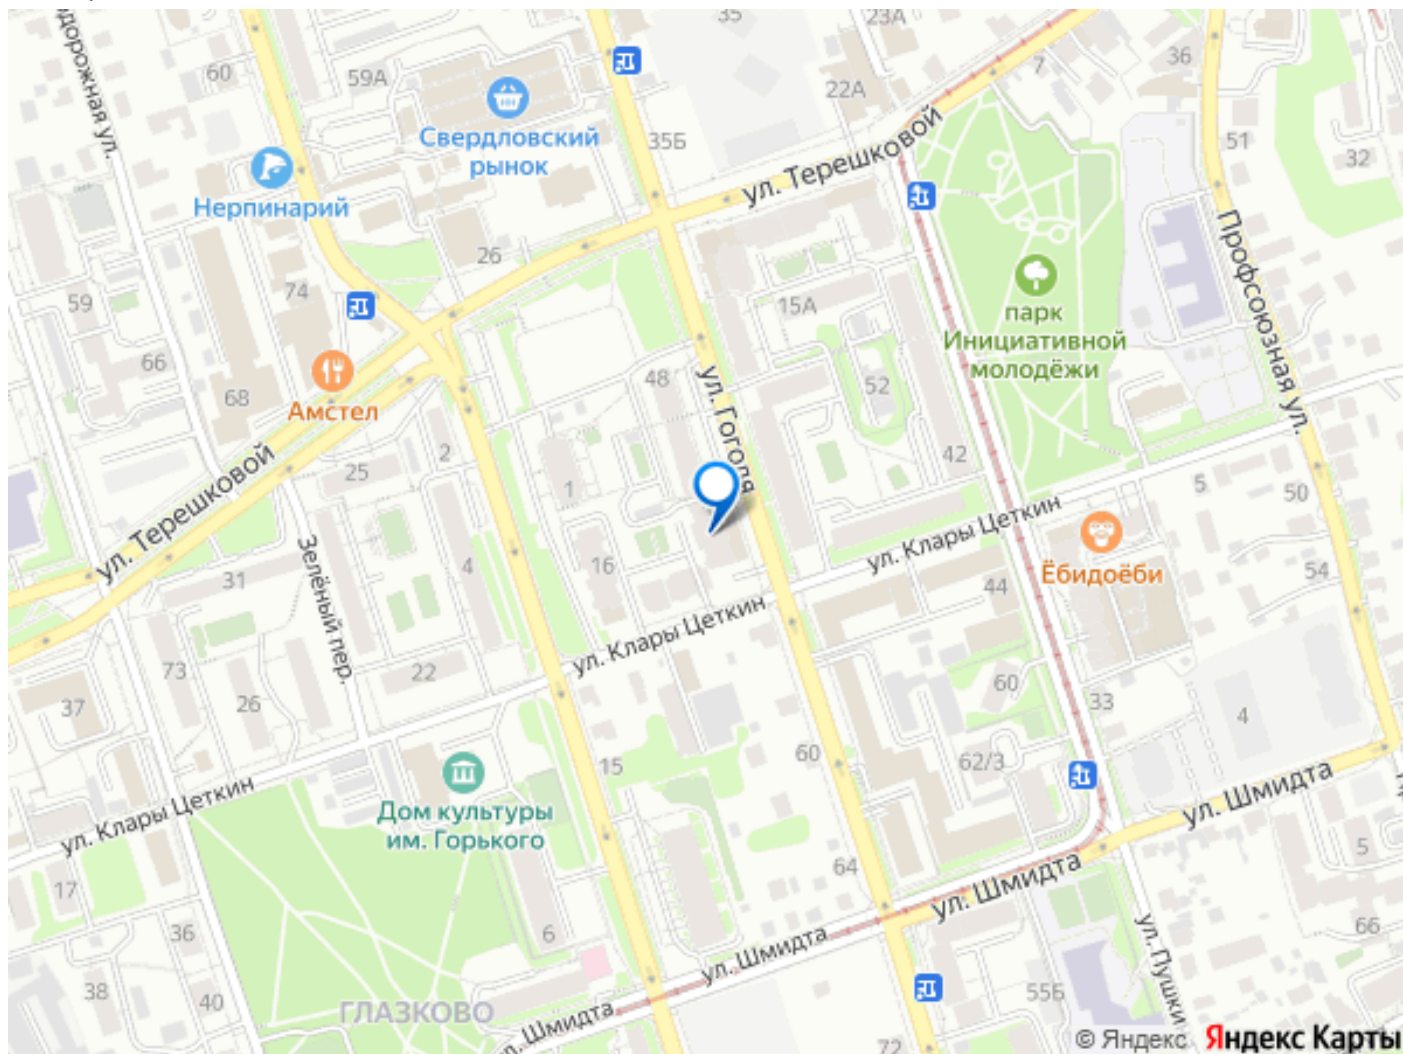 35
23А
7
36
60
59А
22А
Свердловский
рынок
35Б
51
32
ул. Терешковой
Нерпинарий
26
59
74
15А
парк
Инициативной
молодёжи
Профсоюзная ул.
66
68
Амстел
48
52
ул. Гоголя
2
25
1
42
5
50
ул. Терешковой
Зелёный пер.
31
4
16
ул. Клары Цеткин
Ёбидоёби
44
54
ул. Клары Цеткин
73
22
26
37
60
33
4
15
60
62/3
Дом культуры
им. Горького
ул. Клары Цеткин
ул. Шмидта
5
17
64
ул. Шмидта
36
6
ул. Шмидта
66
38
40
ГЛАЗКОВО
55Б
ул. Пушки
Шмидта
72
© Яндекс
Яндекс Карты